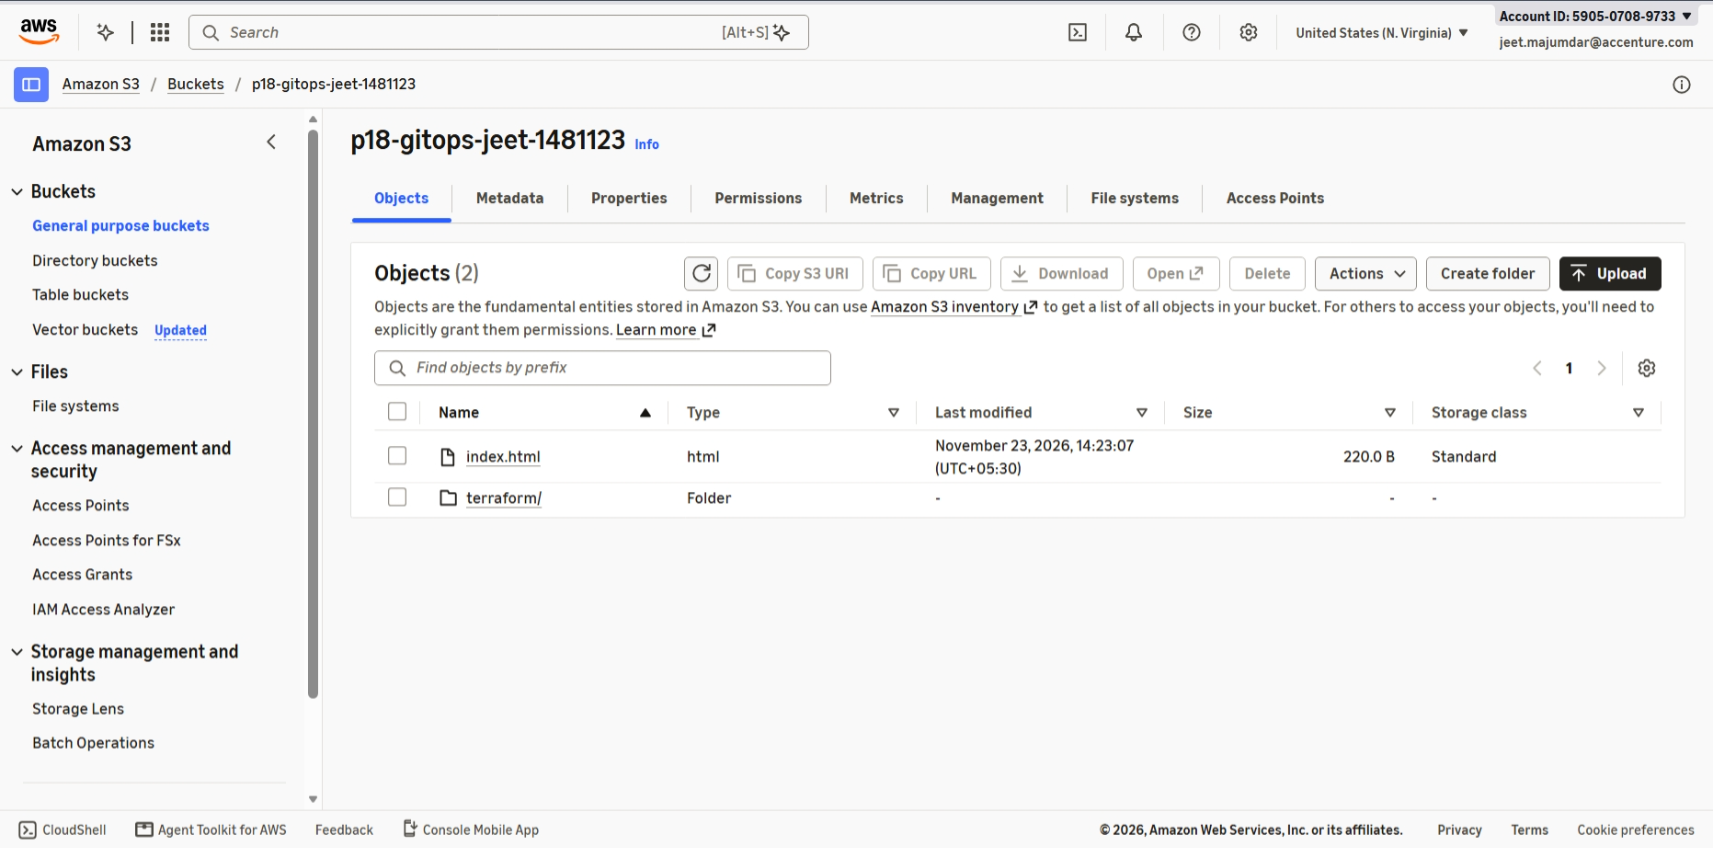 aws
Search
[Alt+S]
United States (N. Virginia)
Account ID: 5905-0708-9733
jeet.majumdar@accenture.com
Amazon S3 / Buckets / p18-gitops-jeet-1481123
Amazon S3
Buckets
General purpose buckets
Directory buckets
Table buckets
Vector buckets Updated
Files
File systems
Access management and
security
Access Points
Access Points for FSx
Access Grants
IAM Access Analyzer
Storage management and
insights
Storage Lens
Batch Operations
p18-gitops-jeet-1481123 Info
Objects Metadata Properties Permissions Metrics Management File systems Access Points
Objects (2)
Copy S3 URI Copy URL Download Open Delete Actions Create folder Upload
Objects are the fundamental entities stored in Amazon S3. You can use Amazon S3 inventory to get a list of all objects in your bucket. For others to access your objects, you'll need to
explicitly grant them permissions. Learn more
Find objects by prefix
1
Name Type Last modified Size Storage class
index.html html November 23, 2026, 14:23:07 220.0 B Standard
(UTC+05:30)
terraform/ Folder - - -
CloudShell Agent Toolkit for AWS Feedback Console Mobile App
© 2026, Amazon Web Services, Inc. or its affiliates. Privacy Terms Cookie preferences